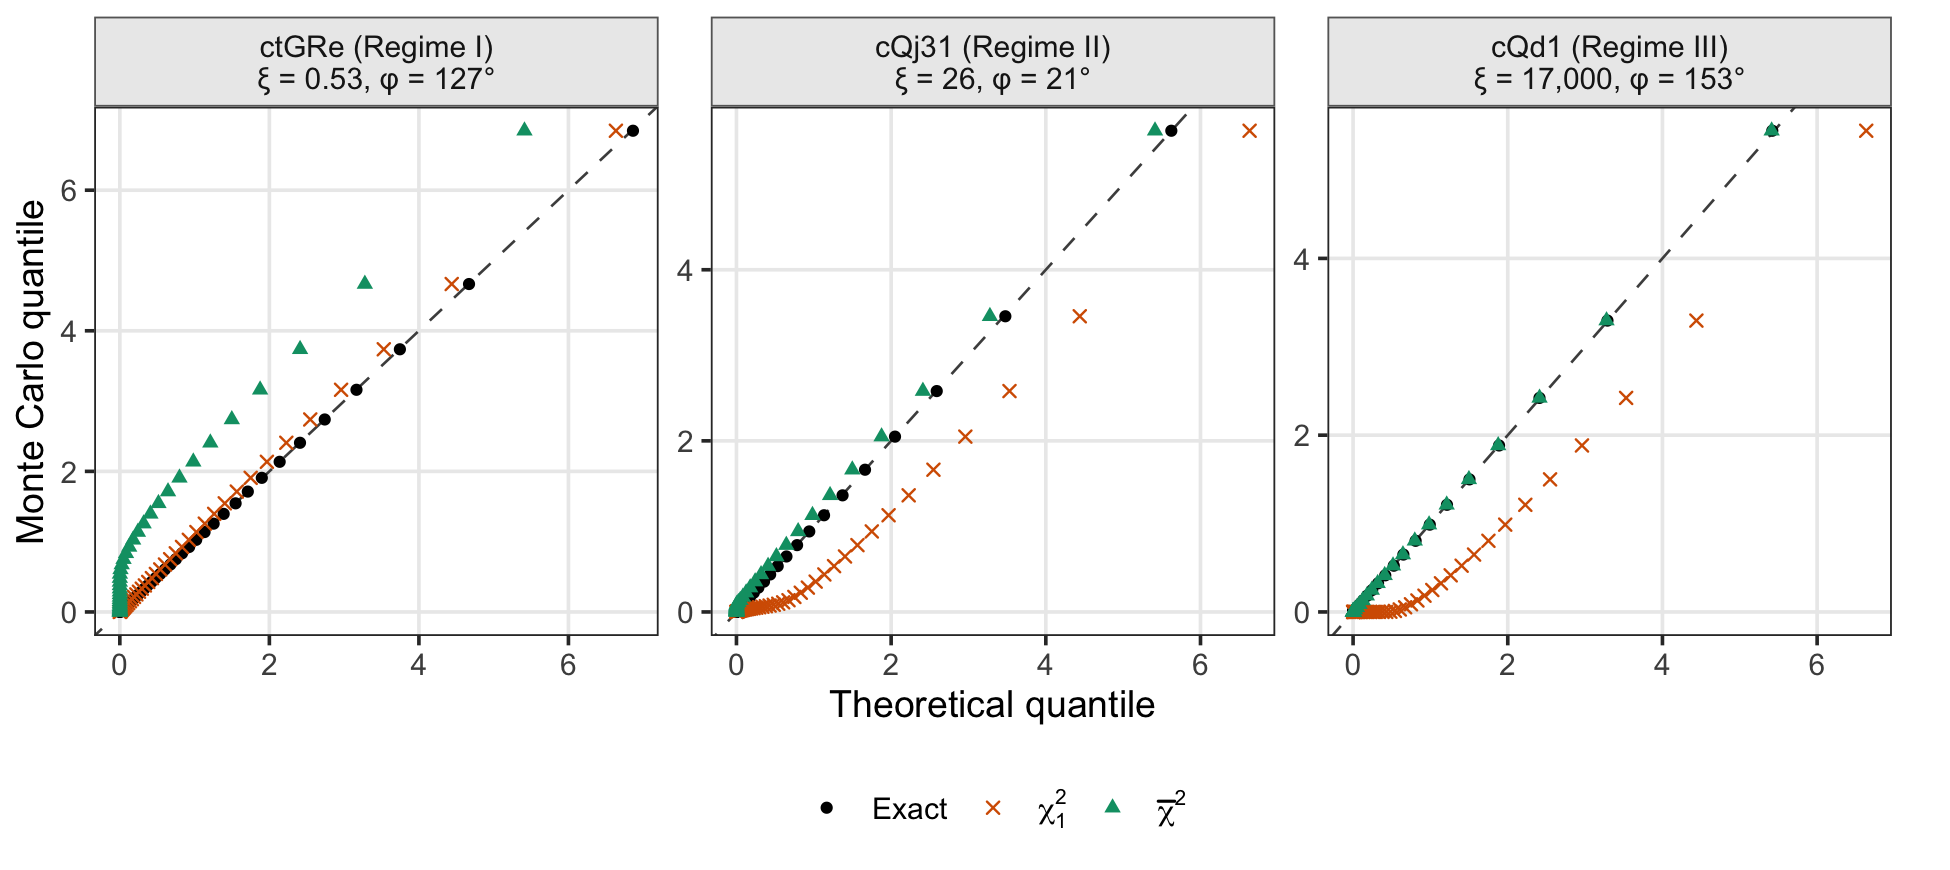 ctGRe (Regime I)
ξ = 0.53, φ = 127°
cQj31 (Regime II)
ξ = 26, φ = 21°
cQd1 (Regime III)
ξ = 17,000, φ = 153°
Monte Carlo quantile
6
4
2
0
0 2 4 6
4
2
0
0 2 4 6
4
2
0
0 2 4 6
Theoretical quantile
Exact χ₁² χ̅²